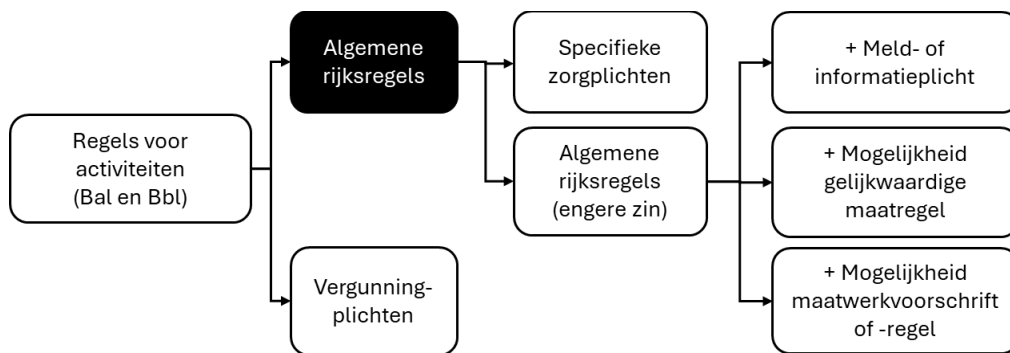 Regels voor
activiteiten
(Bal en Bbl)
Algemene
rijksregels
Vergunning-
plichten
Specifieke
zorgplichten
Algemene
rijksregels
(engere zin)
+ Meld- of
informatieplicht
+ Mogelijkheid
gelijkwaardige
maatregel
+ Mogelijkheid
maatwerkvoorschrift
of -regel